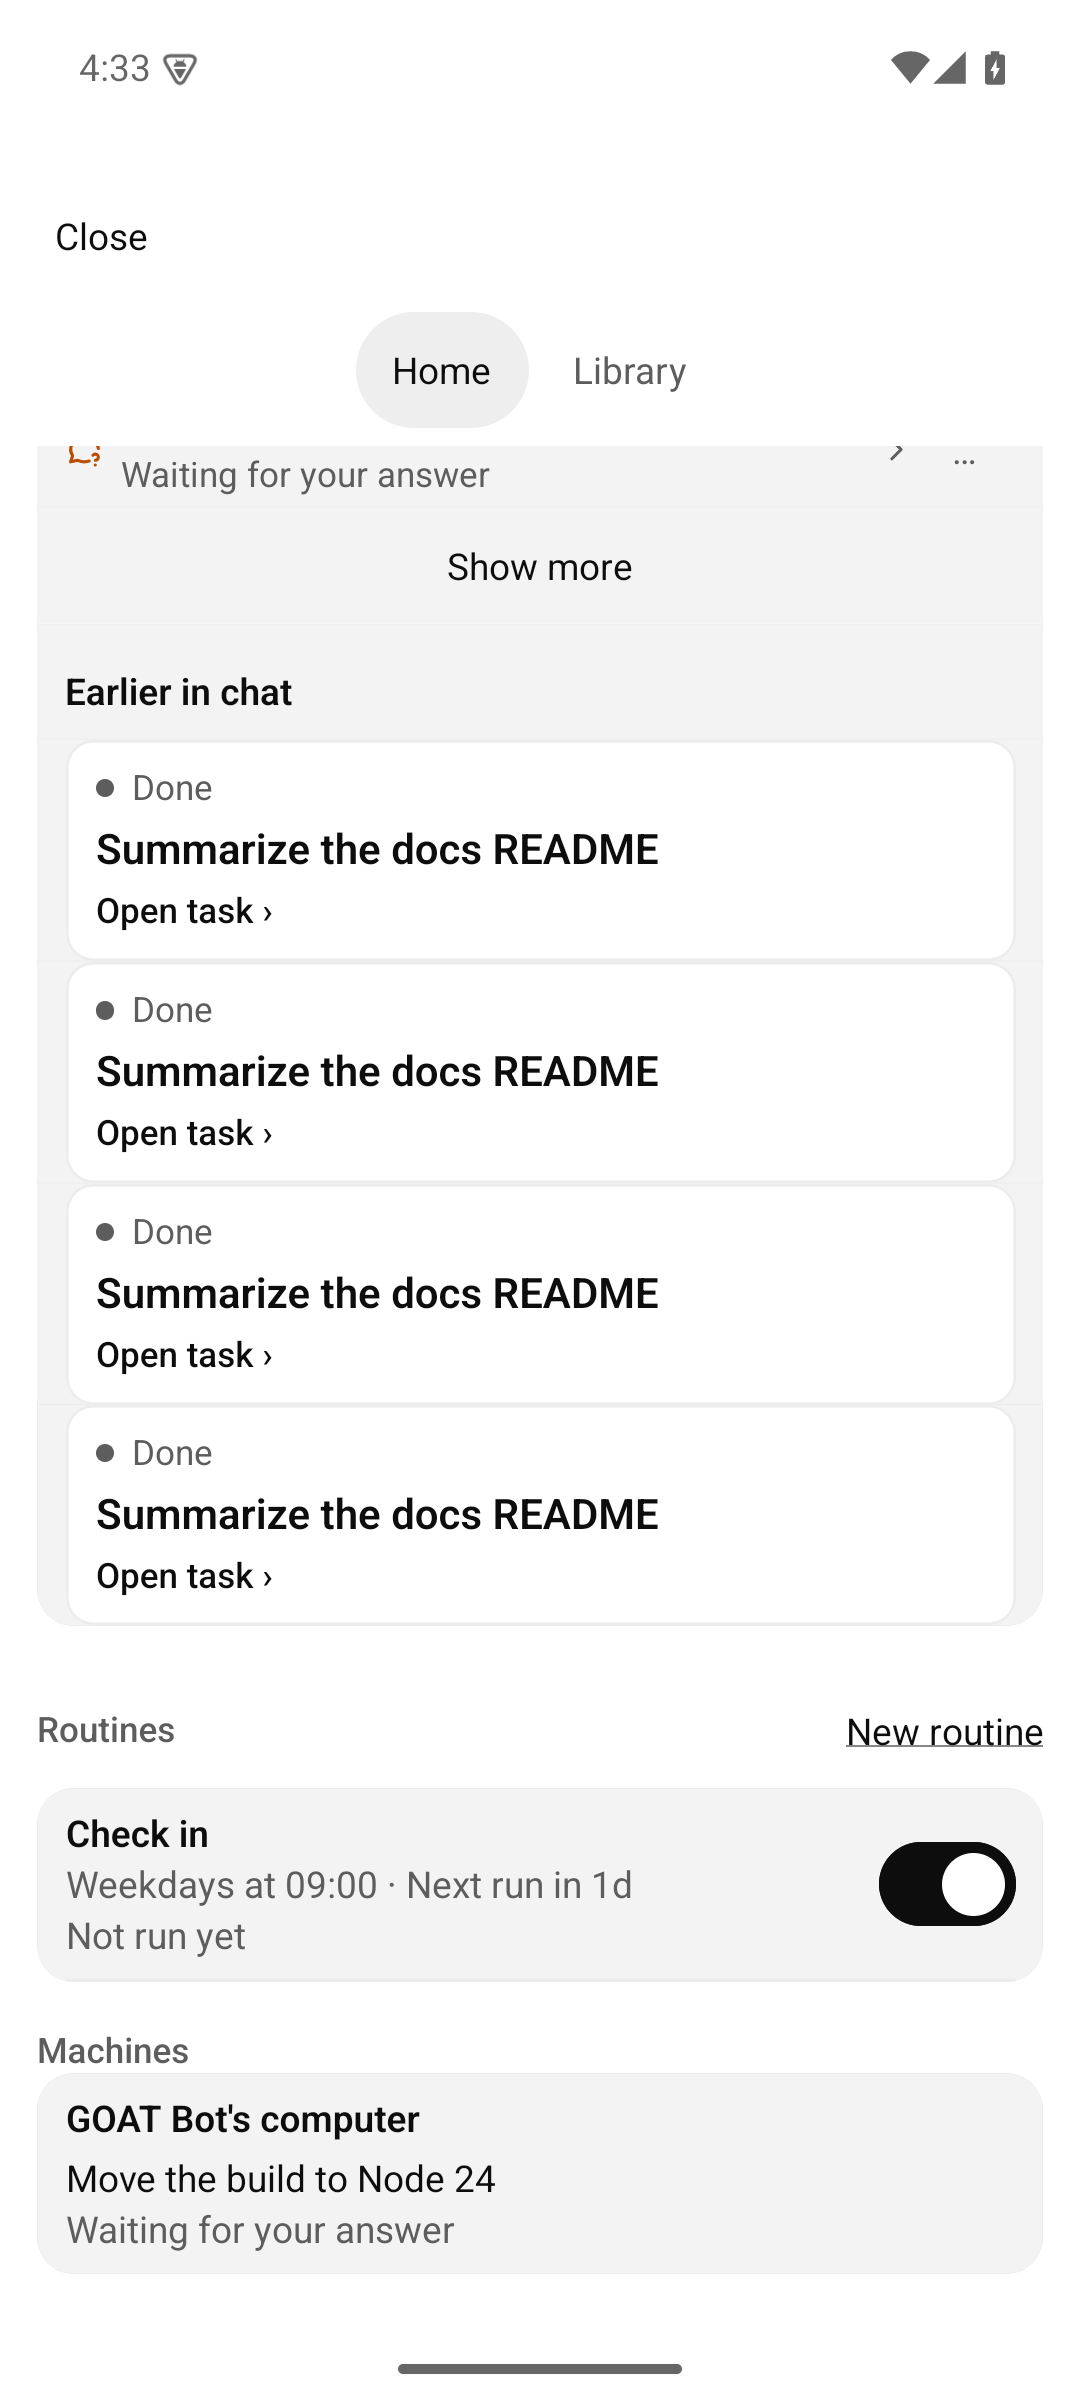 4:33
Close
Home Library
Waiting for your answer ...
Show more
Earlier in chat
Done
Summarize the docs README
Open task ›
Done
Summarize the docs README
Open task ›
Done
Summarize the docs README
Open task ›
Done
Summarize the docs README
Open task ›
Routines New routine
Check in
Weekdays at 09:00 · Next run in 1d
Not run yet
Machines
GOAT Bot's computer
Move the build to Node 24
Waiting for your answer